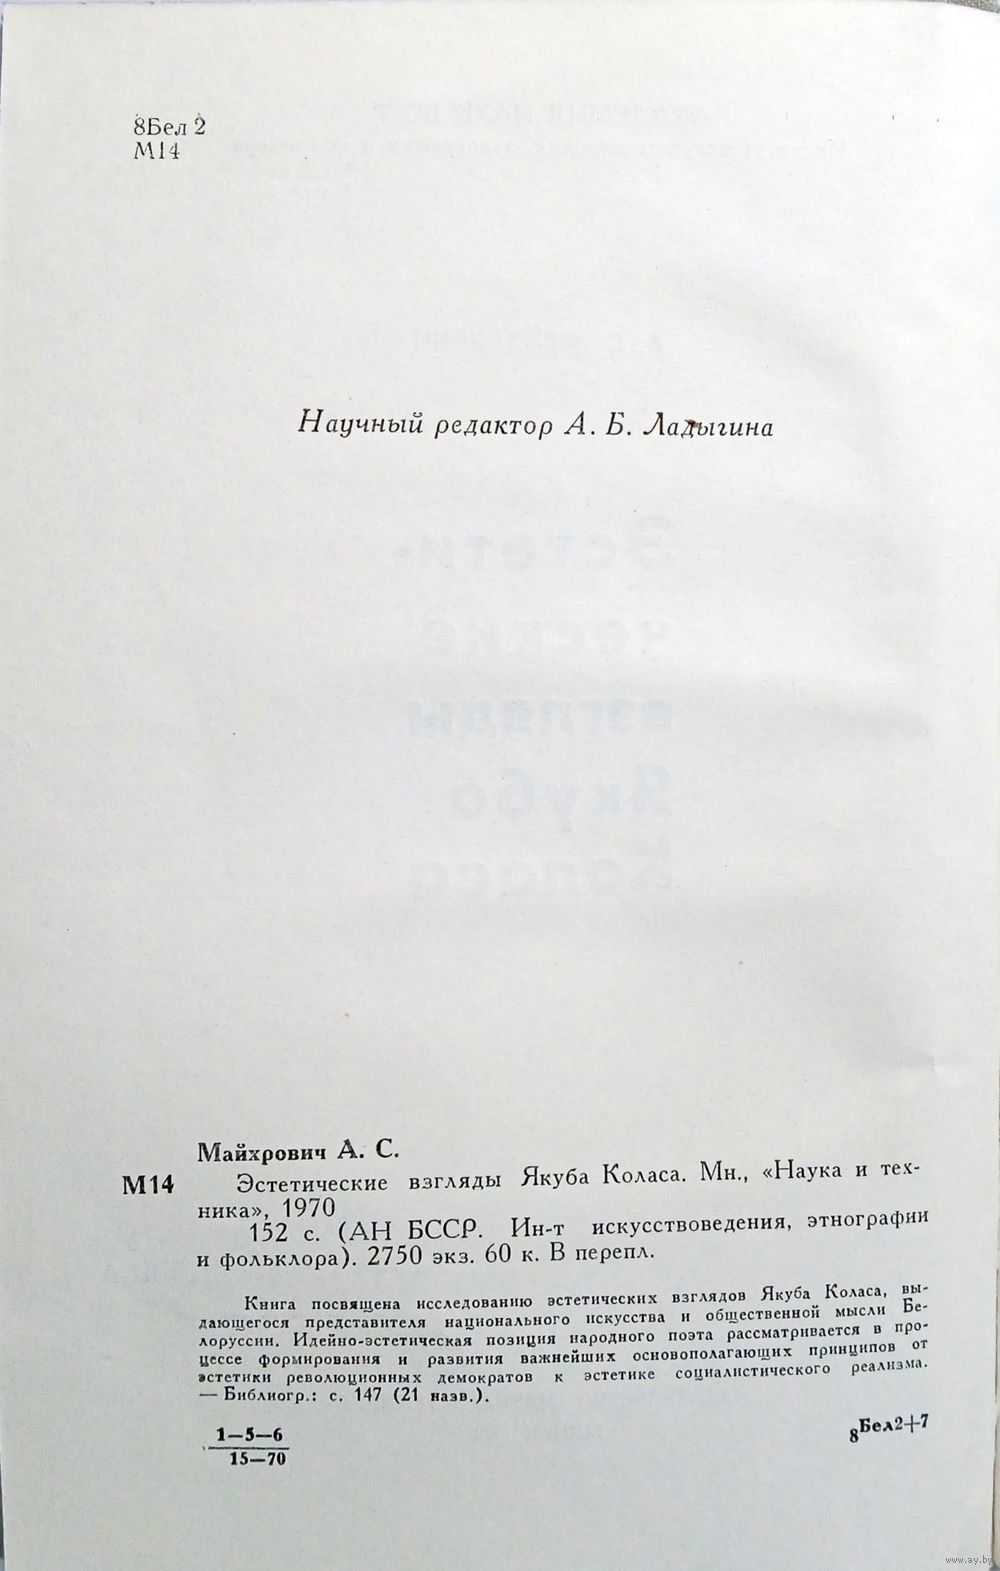 8Бел 2
М14
Научный редактор А. Б. Ладыгина
Майхрович А. С.
М14 Эстетические взгляды Якуба Коласа. Мн., «Наука и тех-
ника», 1970
152 с. (АН БССР. Ин-т искусствоведения, этнографии
и фольклора). 2750 экз. 60 к. В перепл.
Книга посвящена исследованию эстетических взглядов Якуба Коласа, вы-
дающегося представителя национального искусства и общественной мысли Бе-
лоруссии. Идейно-эстетическая позиция народного поэта рассматривается в про-
цессе формирования и развития важнейших основополагающих принципов от
эстетики революционных демократов к эстетике социалистического реализма.
— Библиогр.: с. 147 (21 назв.).
1—5—6
15—70
8Бел2+7
www.ay.by